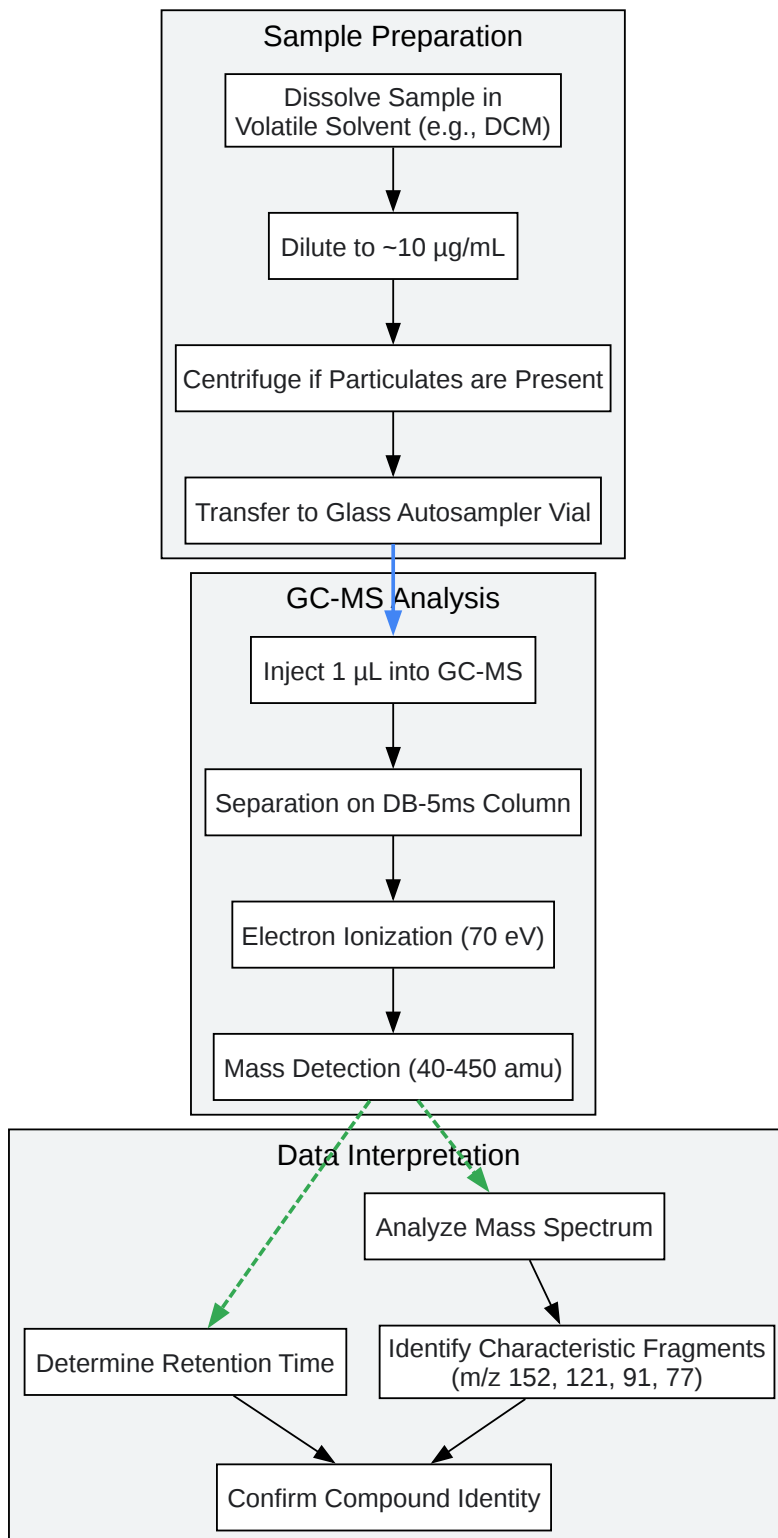 Sample Preparation
Dissolve Sample in
Volatile Solvent (e.g., DCM)
Dilute to ~10 µg/mL
Centrifuge if Particulates are Present
Transfer to Glass Autosampler Vial
GC-MS Analysis
Inject 1 µL into GC-MS
Separation on DB-5ms Column
Electron Ionization (70 eV)
Mass Detection (40-450 amu)
Data Interpretation
Analyze Mass Spectrum
Determine Retention Time
Identify Characteristic Fragments
(m/z 152, 121, 91, 77)
Confirm Compound Identity